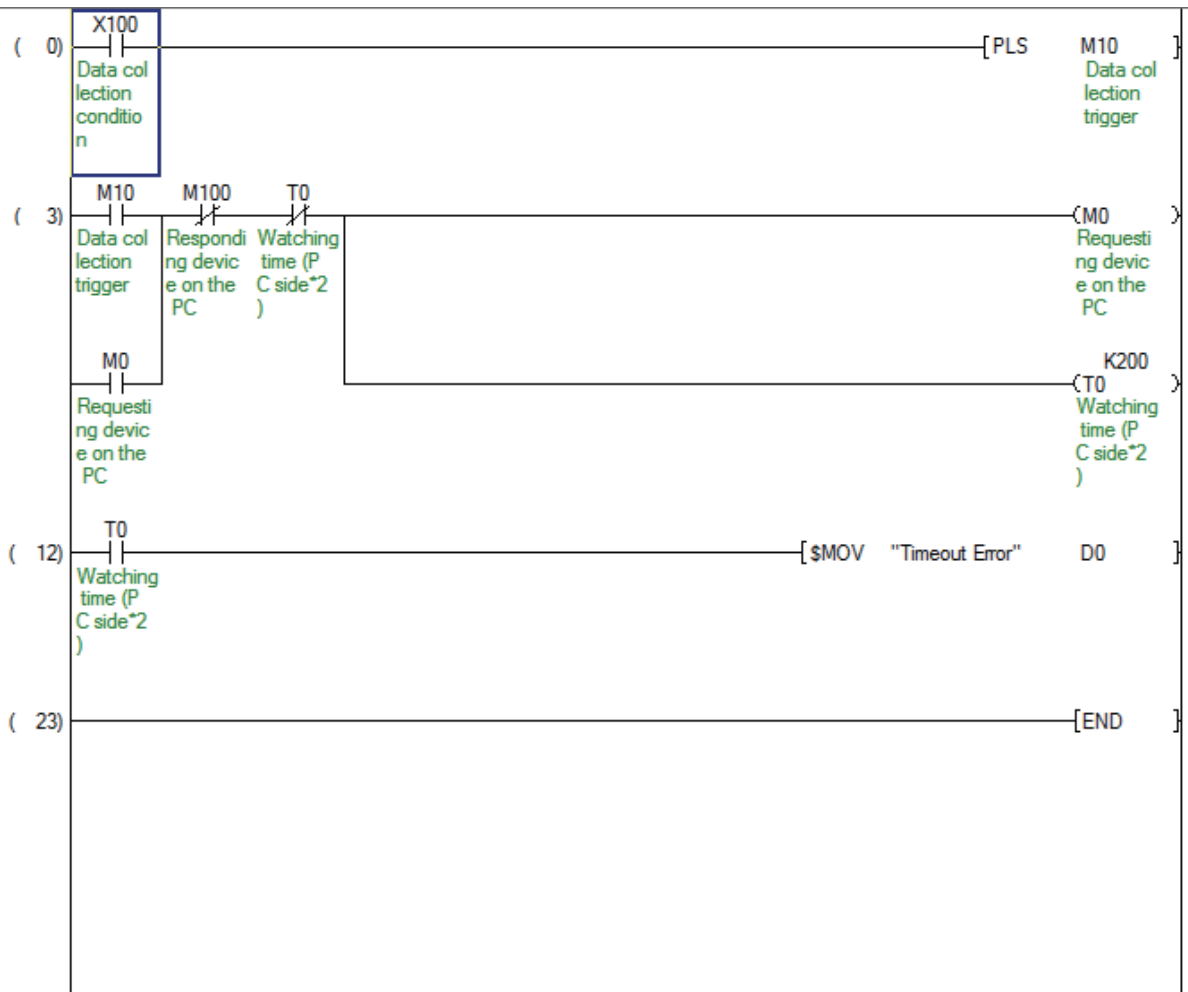 X100
( 0) [PLS M10 ]
Data col
lection
conditio
n
Data col
lection
trigger
M10 M100 T0
( 3) (M0 )
Data col
lection
trigger
Respondi
ng devic
e on the
PC
Watching
time (P
C side*2
)
Requesti
ng devic
e on the
PC
M0 K200
(T0 )
Requesti
ng devic
e on the
PC
Watching
time (P
C side*2
)
T0
( 12) [$MOV "Timeout Error" D0 ]
Watching
time (P
C side*2
)
( 23) [END ]